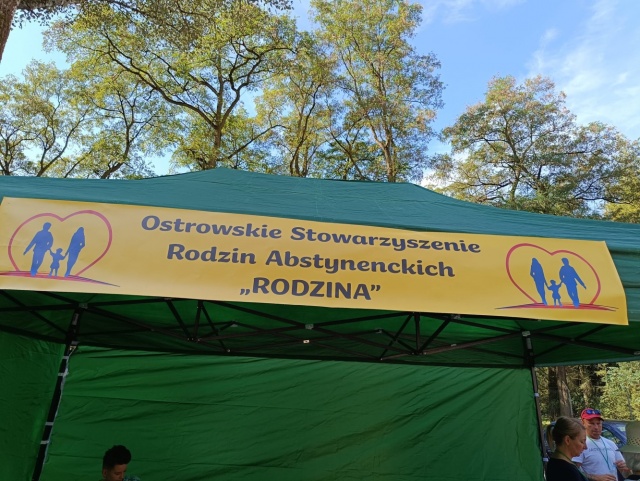 Ostrowskie Stowarzyszenie
Rodzin Abstynenckich
„RODZINA”